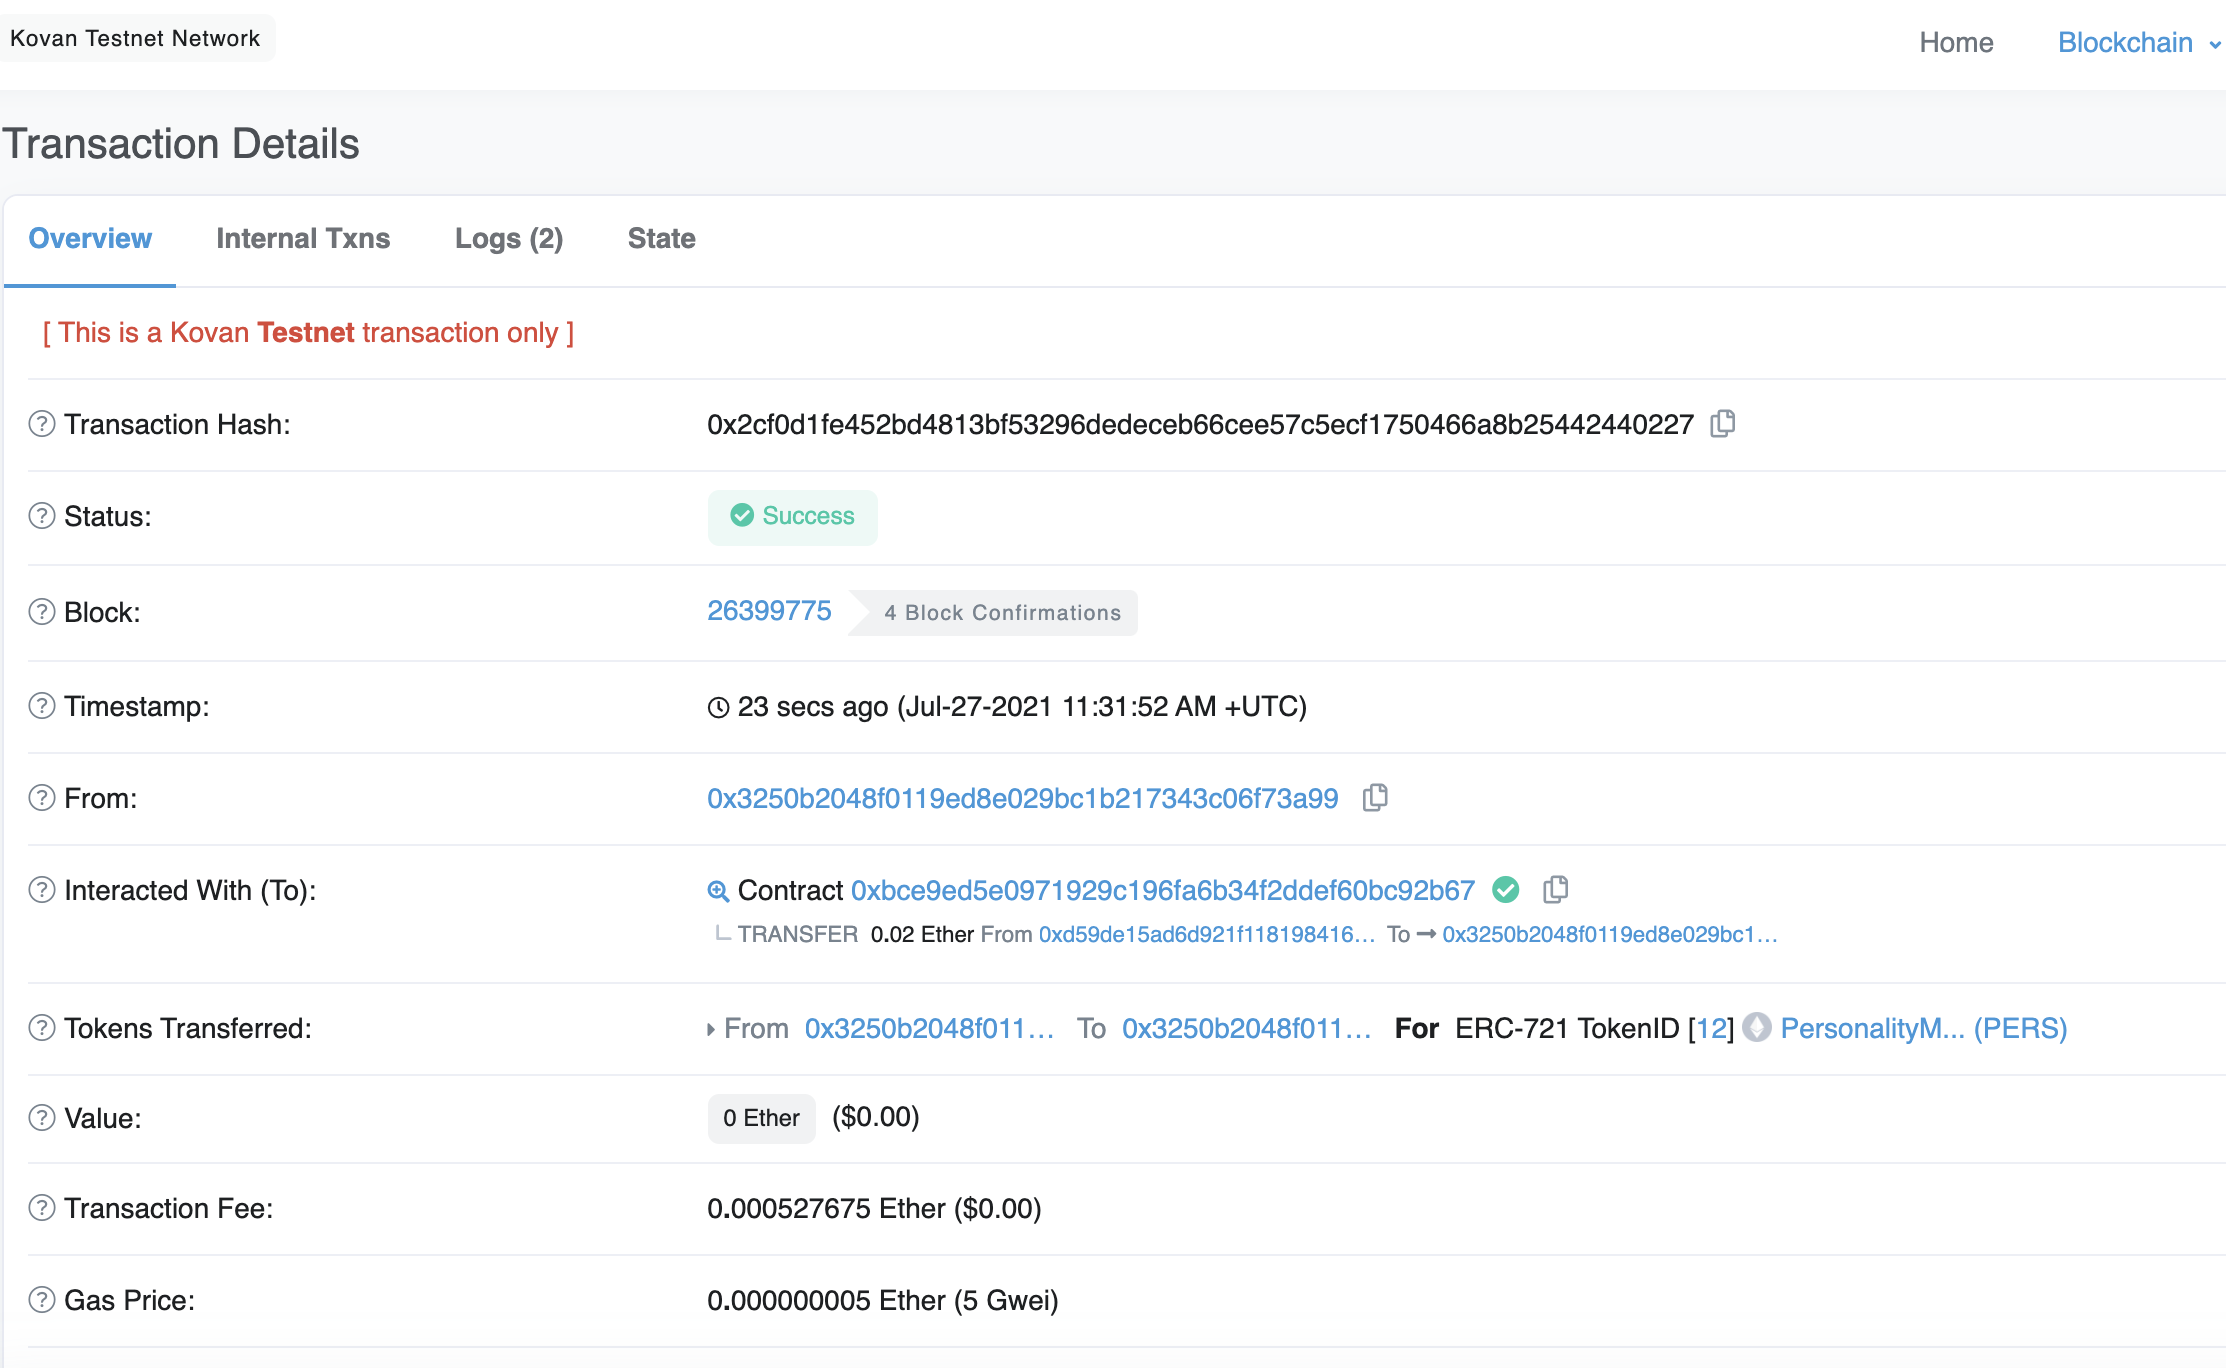 Kovan Testnet Network
Home Blockchain
Transaction Details
Overview Internal Txns Logs (2) State
[ This is a Kovan Testnet transaction only ]
Transaction Hash: 0x2cf0d1fe452bd4813bf53296dedeceb66cee57c5ecf1750466a8b25442440227
Status: Success
Block: 26399775 4 Block Confirmations
Timestamp: 23 secs ago (Jul-27-2021 11:31:52 AM +UTC)
From: 0x3250b2048f0119ed8e029bc1b217343c06f73a99
Interacted With (To): Contract 0xbce9ed5e0971929c196fa6b34f2ddef60bc92b67
TRANSFER 0.02 Ether From 0xd59de15ad6d921f118198416... To → 0x3250b2048f0119ed8e029bc1...
Tokens Transferred: From 0x3250b2048f011... To 0x3250b2048f011... For ERC-721 TokenID [12] PersonalityM... (PERS)
Value: 0 Ether ($0.00)
Transaction Fee: 0.000527675 Ether ($0.00)
Gas Price: 0.000000005 Ether (5 Gwei)